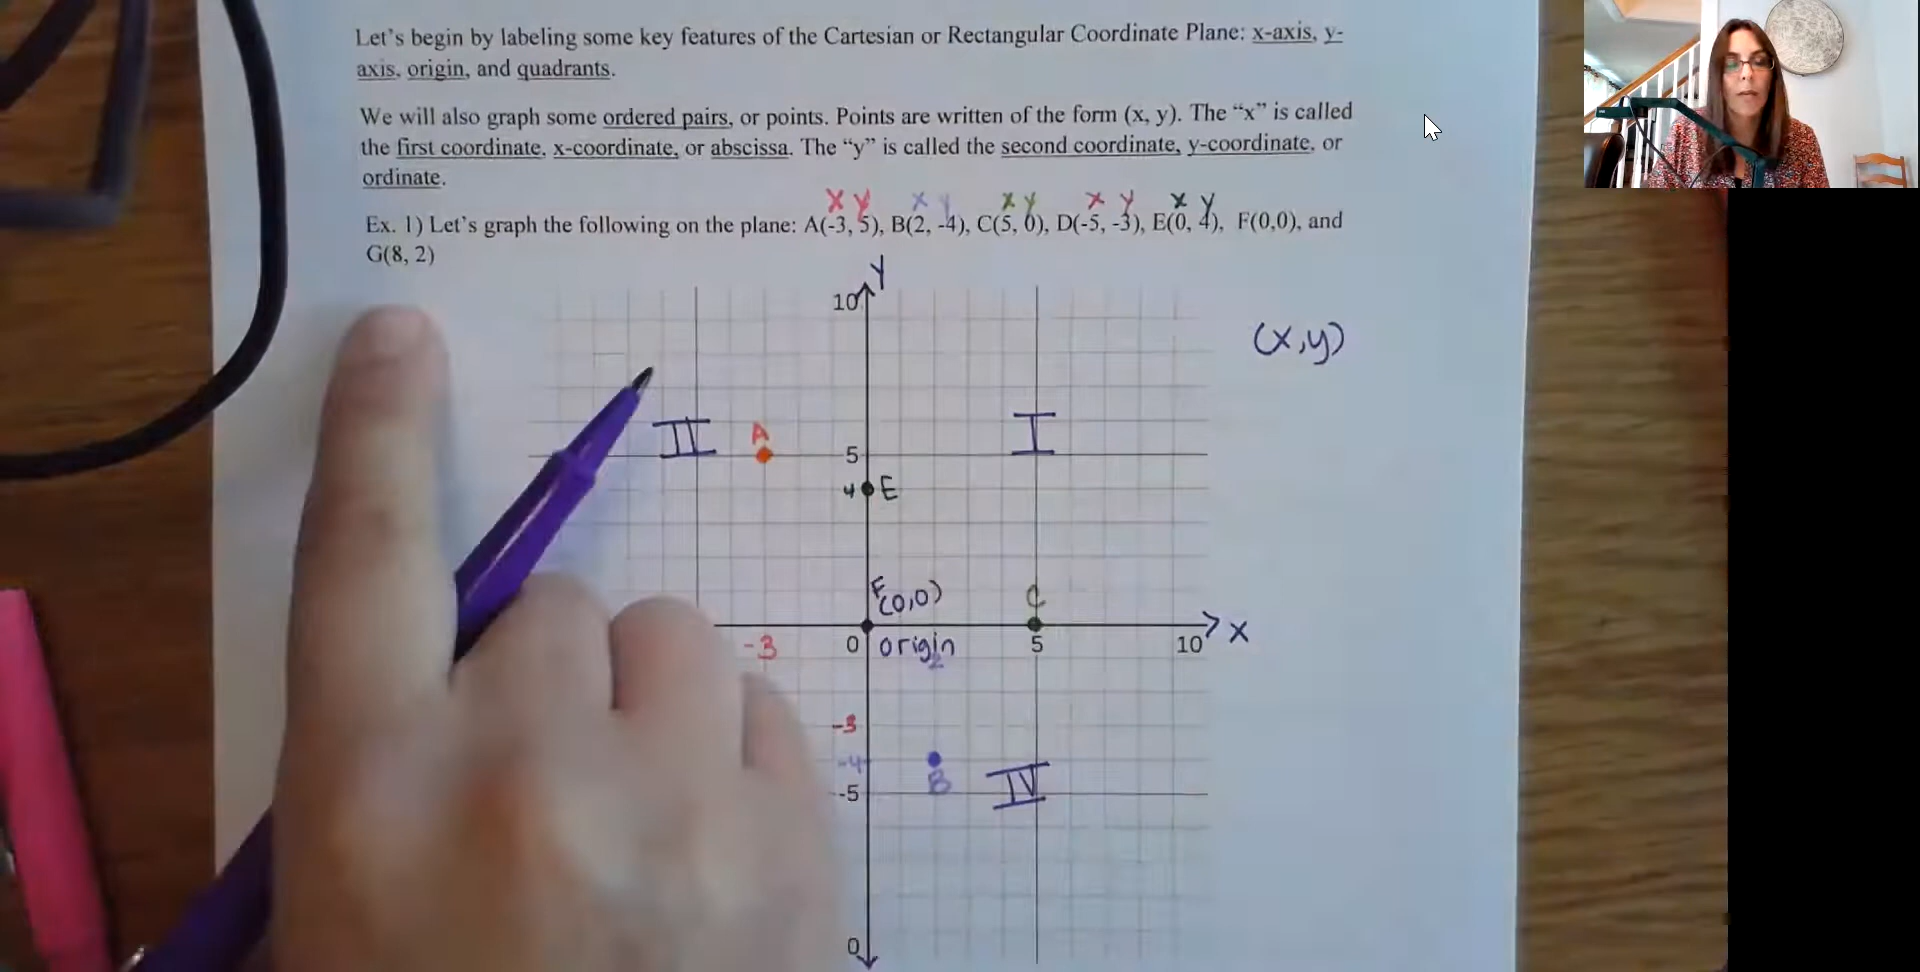 Let's begin by labeling some key features of the Cartesian or Rectangular Coordinate Plane: x-axis, y-
axis, origin, and quadrants.
We will also graph some ordered pairs, or points. Points are written of the form (x, y). The “x” is called
the first coordinate, x-coordinate, or abscissa. The “y” is called the second coordinate, y-coordinate, or
ordinate.
X Y X Y X Y X Y X Y
Ex. 1) Let's graph the following on the plane: A(-3, 5), B(2, -4), C(5, 0), D(-5, -3), E(0, 4), F(0,0), and
G(8, 2)
Y
10
(x,y)
II A I
5
4 E
F(0,0) C
X
-3 0 origin 5 10
2
-3
-4
B IV
-5
0